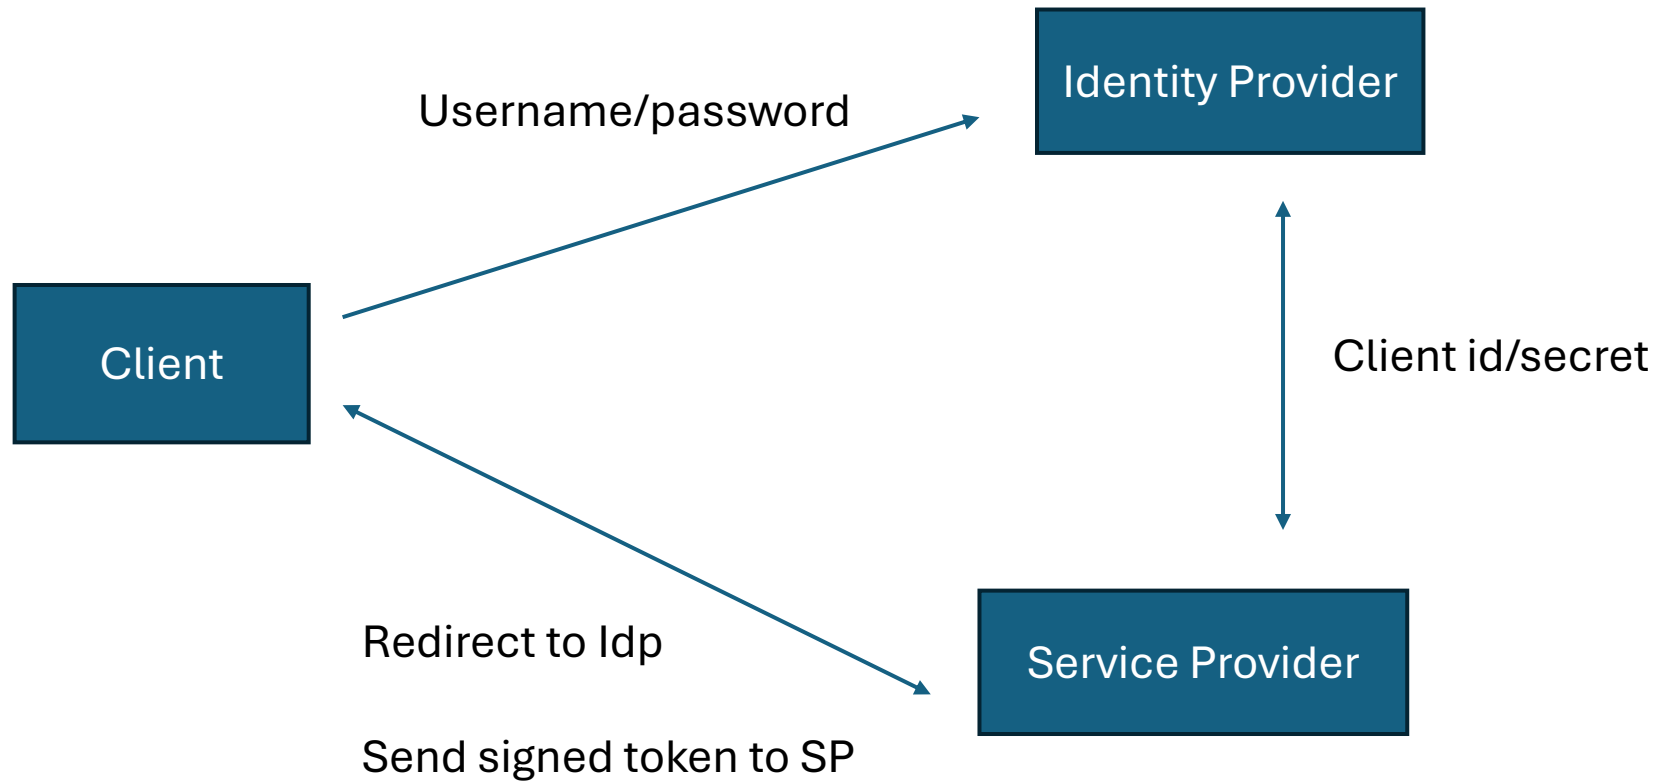 Identity Provider
Username/password
Client
Client id/secret
Redirect to Idp
Service Provider
Send signed token to SP